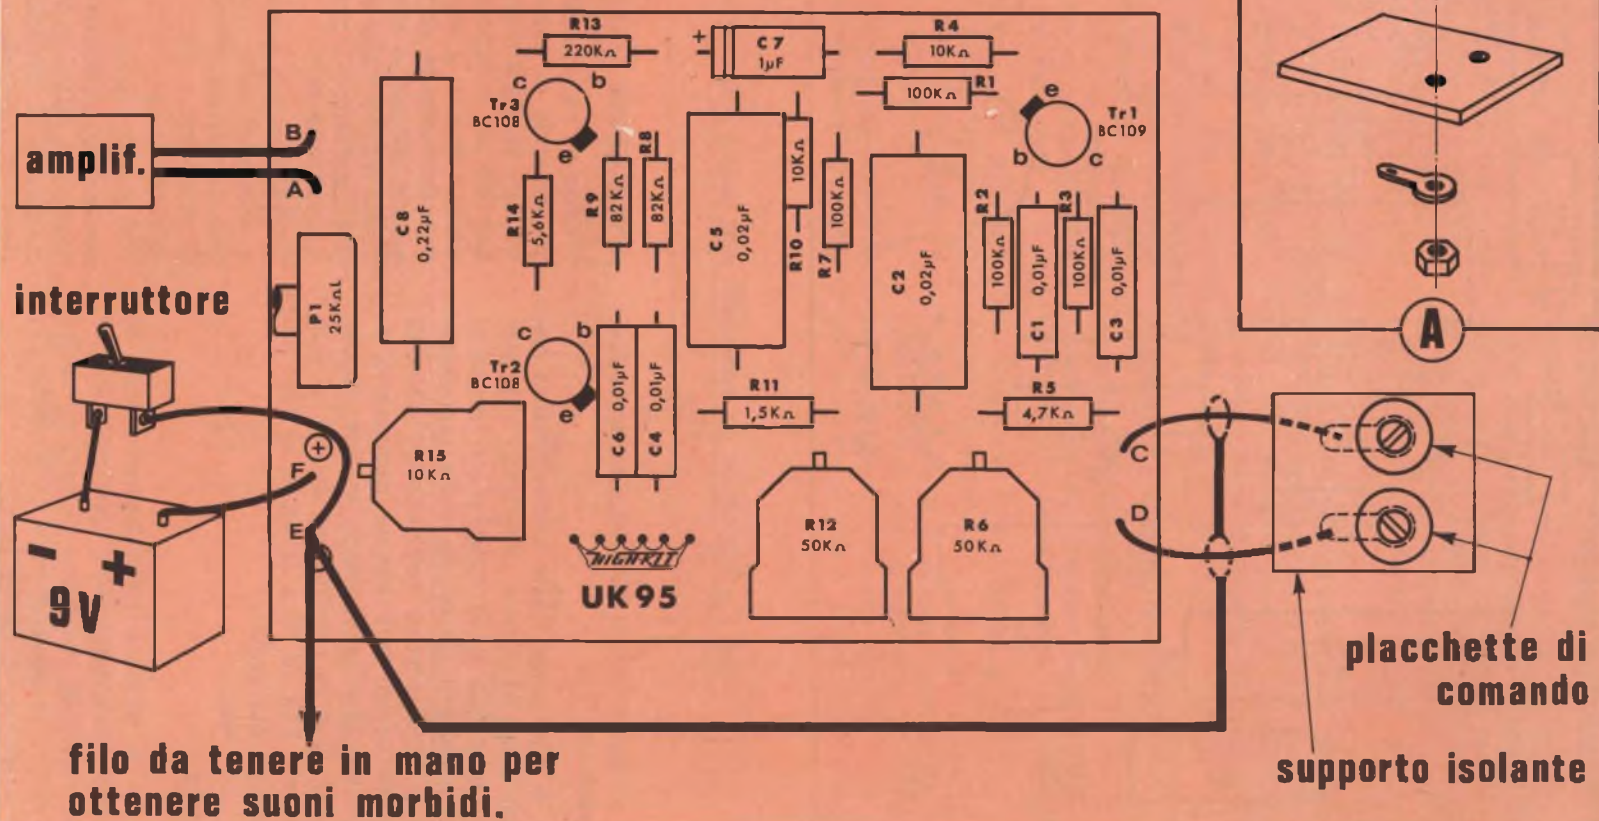 R13
220KΩ
+
C7
1µF
R4
10KΩ
R1
100KΩ
c
b
Tr3
BC108
e
e
Tr1
BC109
b
c
amplif.
B
A
C8
0,22µF
R14
5,6KΩ
R9
82KΩ
R8
82KΩ
C5
0,02µF
R10
10KΩ
R7
100KΩ
C2
0,02µF
R2
100KΩ
C1
0,01µF
R3
100KΩ
C3
0,01µF
A
interruttore
P1
25KΩL
c
b
Tr2
BC108
e
C6
0,01µF
C4
0,01µF
R11
1,5KΩ
R5
4,7KΩ
+
F
E
R15
10KΩ
C
D
R12
50KΩ
R6
50KΩ
HIGH-KIT
UK95
- +
9V
placchette di
comando
supporto isolante
filo da tenere in mano per
ottenere suoni morbidi.